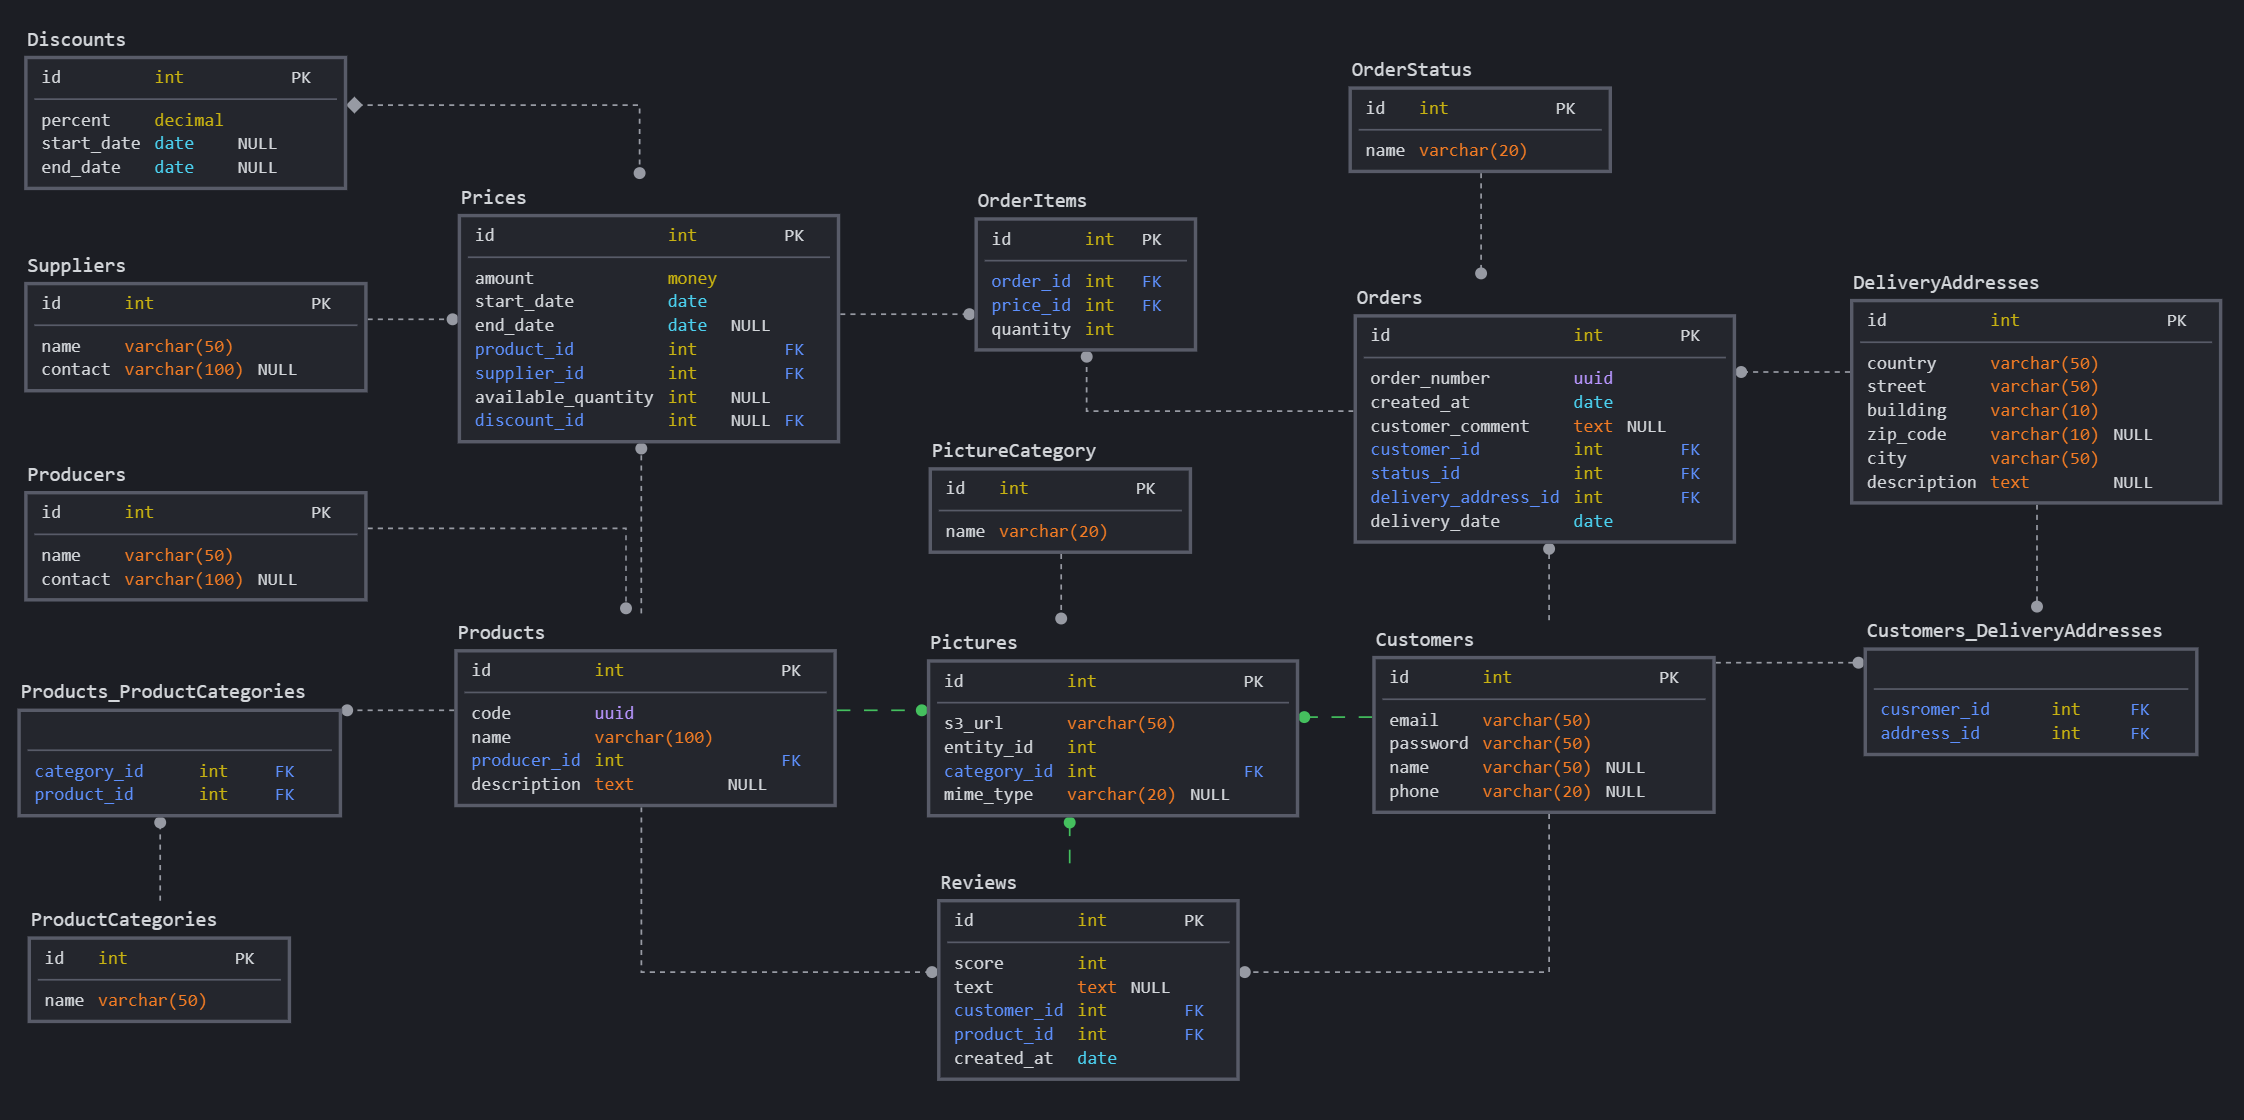 Discounts
id int PK
percent decimal
start_date date NULL
end_date date NULL
Suppliers
id int PK
name varchar(50)
contact varchar(100) NULL
Producers
id int PK
name varchar(50)
contact varchar(100) NULL
Products_ProductCategories
category_id int FK
product_id int FK
ProductCategories
id int PK
name varchar(50)
Prices
id int PK
amount money
start_date date
end_date date NULL
product_id int FK
supplier_id int FK
available_quantity int NULL
discount_id int NULL FK
Products
id int PK
code uuid
name varchar(100)
producer_id int FK
description text NULL
OrderItems
id int PK
order_id int FK
price_id int FK
quantity int
PictureCategory
id int PK
name varchar(20)
Pictures
id int PK
s3_url varchar(50)
entity_id int
category_id int FK
mime_type varchar(20) NULL
Reviews
id int PK
score int
text text NULL
customer_id int FK
product_id int FK
created_at date
OrderStatus
id int PK
name varchar(20)
Orders
id int PK
order_number uuid
created_at date
customer_comment text NULL
customer_id int FK
status_id int FK
delivery_address_id int FK
delivery_date date
Customers
id int PK
email varchar(50)
password varchar(50)
name varchar(50) NULL
phone varchar(20) NULL
DeliveryAddresses
id int PK
country varchar(50)
street varchar(50)
building varchar(10)
zip_code varchar(10) NULL
city varchar(50)
description text NULL
Customers_DeliveryAddresses
cusromer_id int FK
address_id int FK